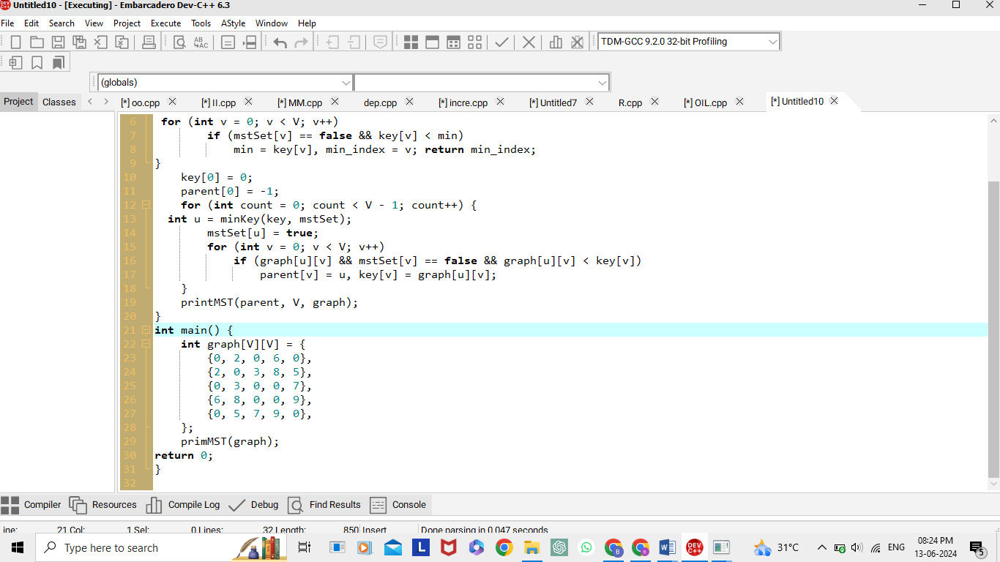 Untitled10 - [Executing] - Embarcadero Dev-C++ 6.3
File Edit Search View Project Execute Tools AStyle Window Help
TDM-GCC 9.2.0 32-bit Profiling
(globals)
Project Classes [*] oo.cpp [*] II.cpp [*] MM.cpp dep.cpp [*] incre.cpp [*] Untitled7 R.cpp [*] OIL.cpp [*] Untitled10
6 for (int v = 0; v < V; v++)
7 if (mstSet[v] == false && key[v] < min)
8 min = key[v], min_index = v; return min_index;
9 }
10 key[0] = 0;
11 parent[0] = -1;
12 for (int count = 0; count < V - 1; count++) {
13 int u = minKey(key, mstSet);
14 mstSet[u] = true;
15 for (int v = 0; v < V; v++)
16 if (graph[u][v] && mstSet[v] == false && graph[u][v] < key[v])
17 parent[v] = u, key[v] = graph[u][v];
18 }
19 printMST(parent, V, graph);
20 }
21 int main() {
22 int graph[V][V] = {
23 {0, 2, 0, 6, 0},
24 {2, 0, 3, 8, 5},
25 {0, 3, 0, 0, 7},
26 {6, 8, 0, 0, 9},
27 {0, 5, 7, 9, 0},
28 };
29 primMST(graph);
30 return 0;
31 }
32
Compiler Resources Compile Log Debug Find Results Console
ine: 21 Col: 1 Sel: 0 Lines: 32 Length: 850 Insert Done parsing in 0.047 seconds
Type here to search 31°C ENG 08:24 PM
13-06-2024 5